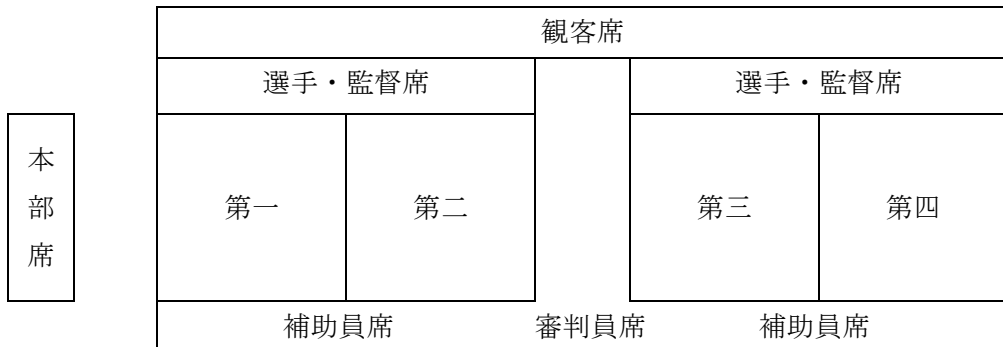 観客席
選手・監督席
選手・監督席
本部席
第一
第二
第三
第四
補助員席
審判員席
補助員席